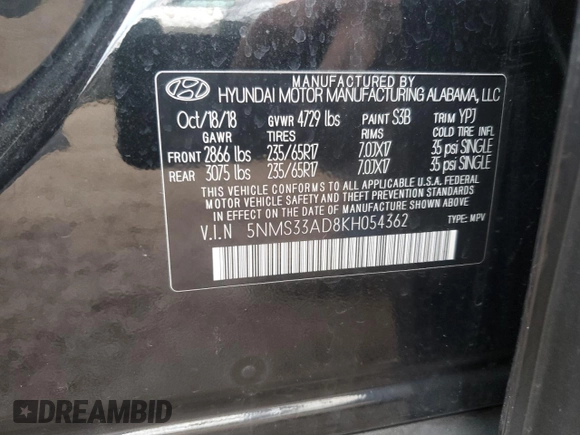 MANUFACTURED BY
HYUNDAI MOTOR MANUFACTURING ALABAMA, LLC
Oct/18/18 GVWR 4729 lbs PAINT S3B TRIM YPJ
GAWR TIRES RIMS COLD TIRE INFL
FRONT 2866 lbs 235/65R17 7.0JX17 35 psi SINGLE
REAR 3075 lbs 235/65R17 7.0JX17 35 psi SINGLE
THIS VEHICLE CONFORMS TO ALL APPLICABLE U.S.A. FEDERAL
MOTOR VEHICLE SAFETY AND THEFT PREVENTION STANDARDS
IN EFFECT ON THE DATE OF MANUFACTURE SHOWN ABOVE.
V.I.N 5NMS33AD8KH054362 TYPE: MPV
DREAMBID